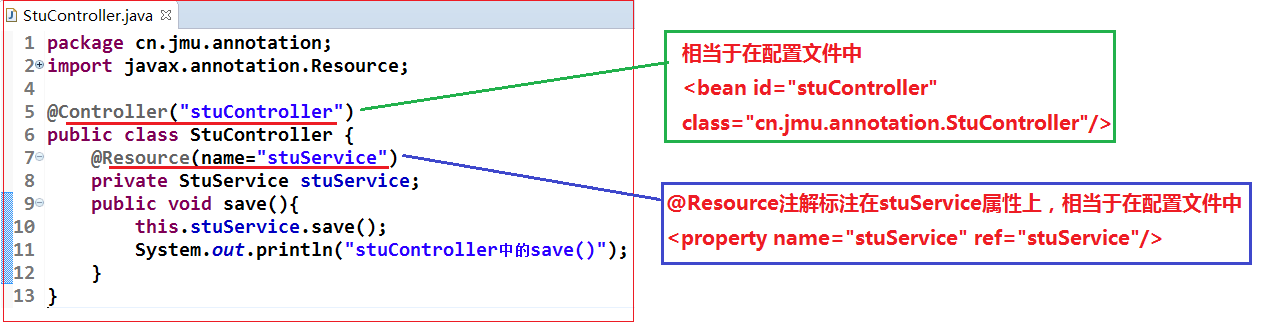 StuController.java
1 package cn.jmu.annotation;
2 import javax.annotation.Resource;
4
5 @Controller("stuController")
6 public class StuController {
7 @Resource(name="stuService")
8 private StuService stuService;
9 public void save(){
10 this.stuService.save();
11 System.out.println("stuController中的save()");
12 }
13 }
相当于在配置文件中
<bean id="stuController"
class="cn.jmu.annotation.StuController"/>
@Resource注解标注在stuService属性上，相当于在配置文件中
<property name="stuService" ref="stuService"/>